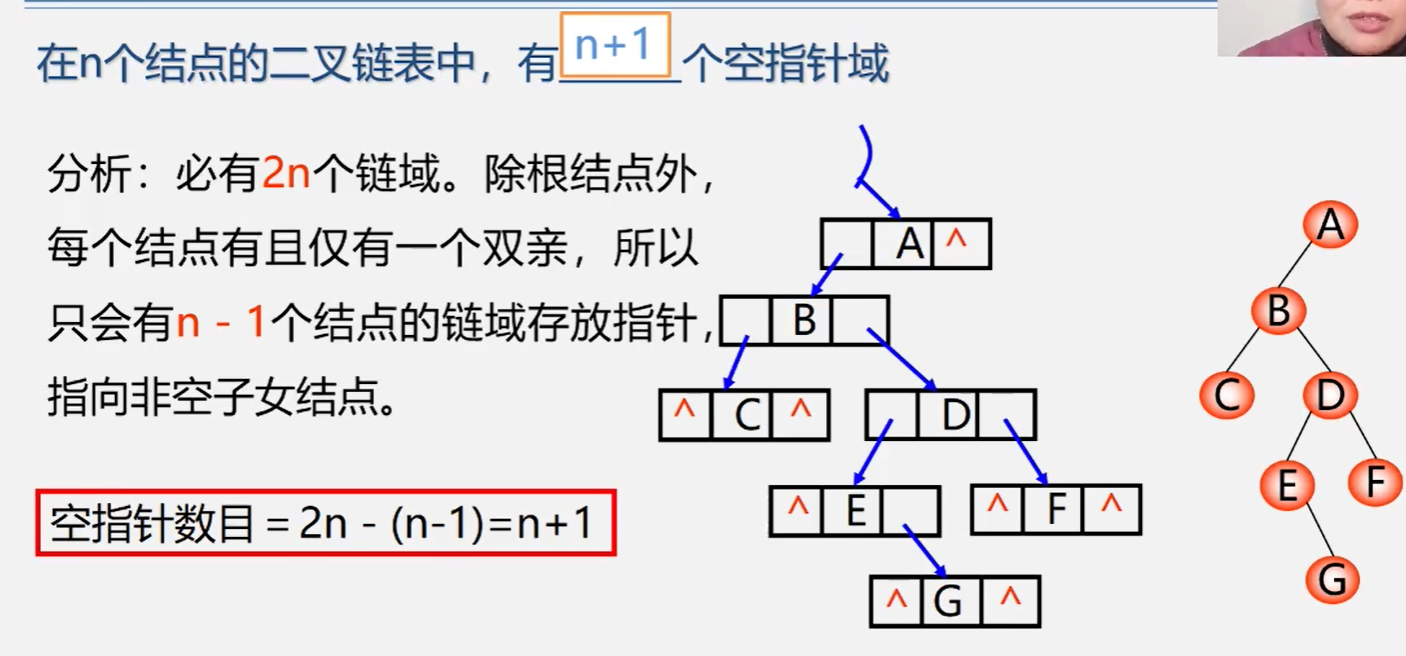 在n个结点的二叉链表中，有n+1个空指针域
分析：必有2n个链域。除根结点外，
每个结点有且仅有一个双亲，所以
只会有n - 1个结点的链域存放指针，
指向非空子女结点。
空指针数目＝2n - (n-1)=n+1
A ^
B
^ C ^
D
^ E
^ F ^
^ G ^
A
B
C
D
E
F
G